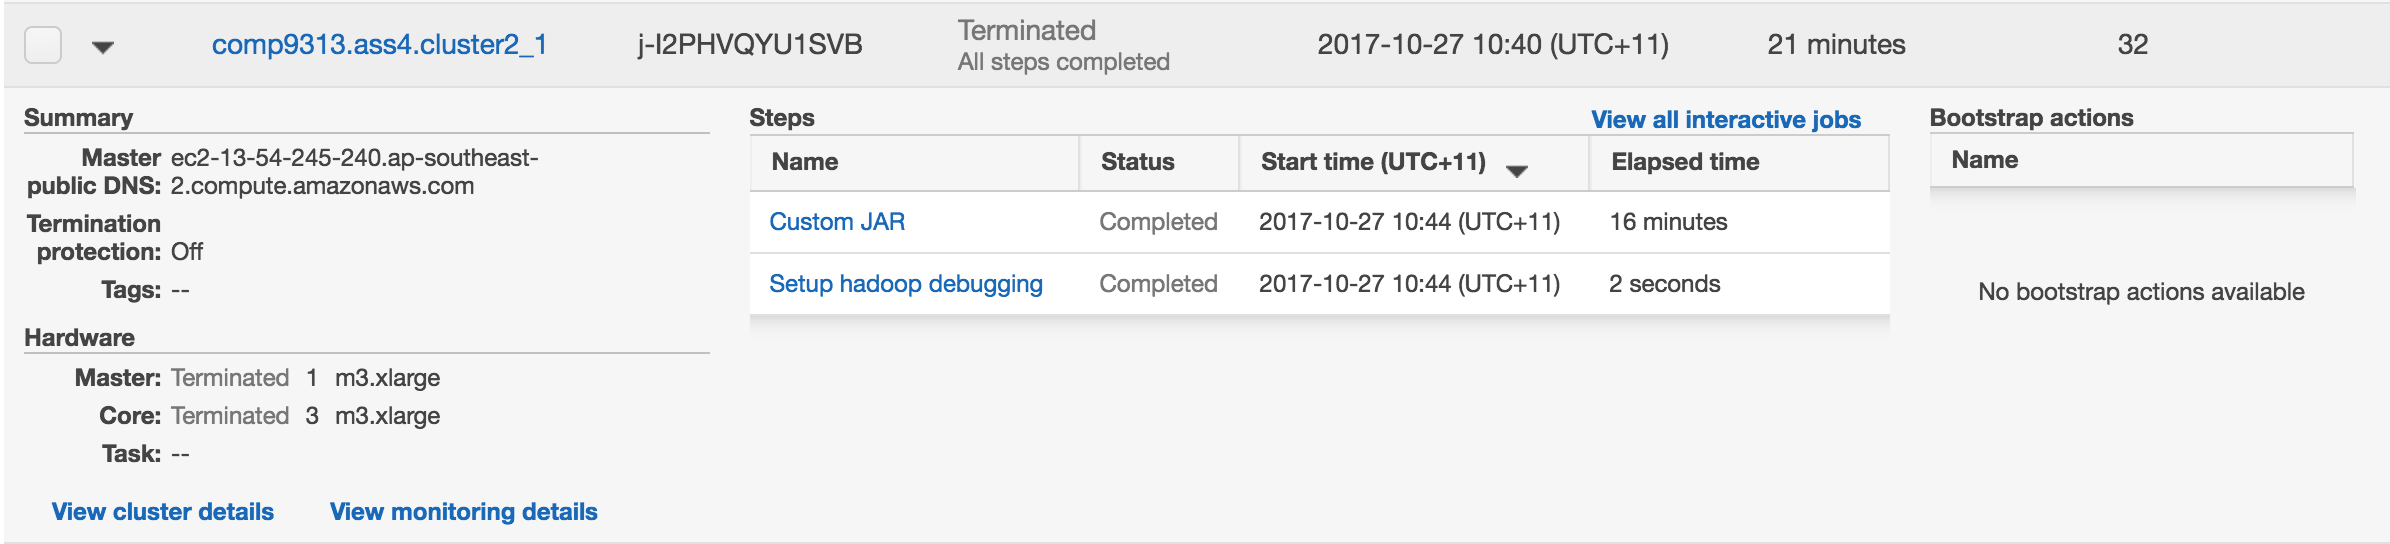 comp9313.ass4.cluster2_1 j-I2PHVQYU1SVB Terminated 2017-10-27 10:40 (UTC+11) 21 minutes 32
All steps completed
Summary
Master public DNS: ec2-13-54-245-240.ap-southeast-
2.compute.amazonaws.com
Termination
protection: Off
Tags: --
Hardware
Master: Terminated 1 m3.xlarge
Core: Terminated 3 m3.xlarge
Task: --
View cluster details View monitoring details
Steps View all interactive jobs
Name Status Start time (UTC+11) Elapsed time
Custom JAR Completed 2017-10-27 10:44 (UTC+11) 16 minutes
Setup hadoop debugging Completed 2017-10-27 10:44 (UTC+11) 2 seconds
Bootstrap actions
Name
No bootstrap actions available